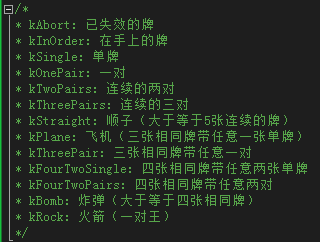 /*
* kAbort: 已失效的牌
* kInOrder: 在手上的牌
* kSingle: 单牌
* kOnePair: 一对
* kTwoPairs: 连续的两对
* kThreePairs: 连续的三对
* kStraight: 顺子（大于等于5张连续的牌）
* kPlane: 飞机（三张相同牌带任意一张单牌）
* kThreePair: 三张相同牌带任意一对
* kFourTwoSingle: 四张相同牌任意两张单牌
* kFourTwoPairs: 四张相同牌带任意两对
* kBomb: 炸弹（大于等于四张相同牌）
* kRock: 火箭（一对王）
*/